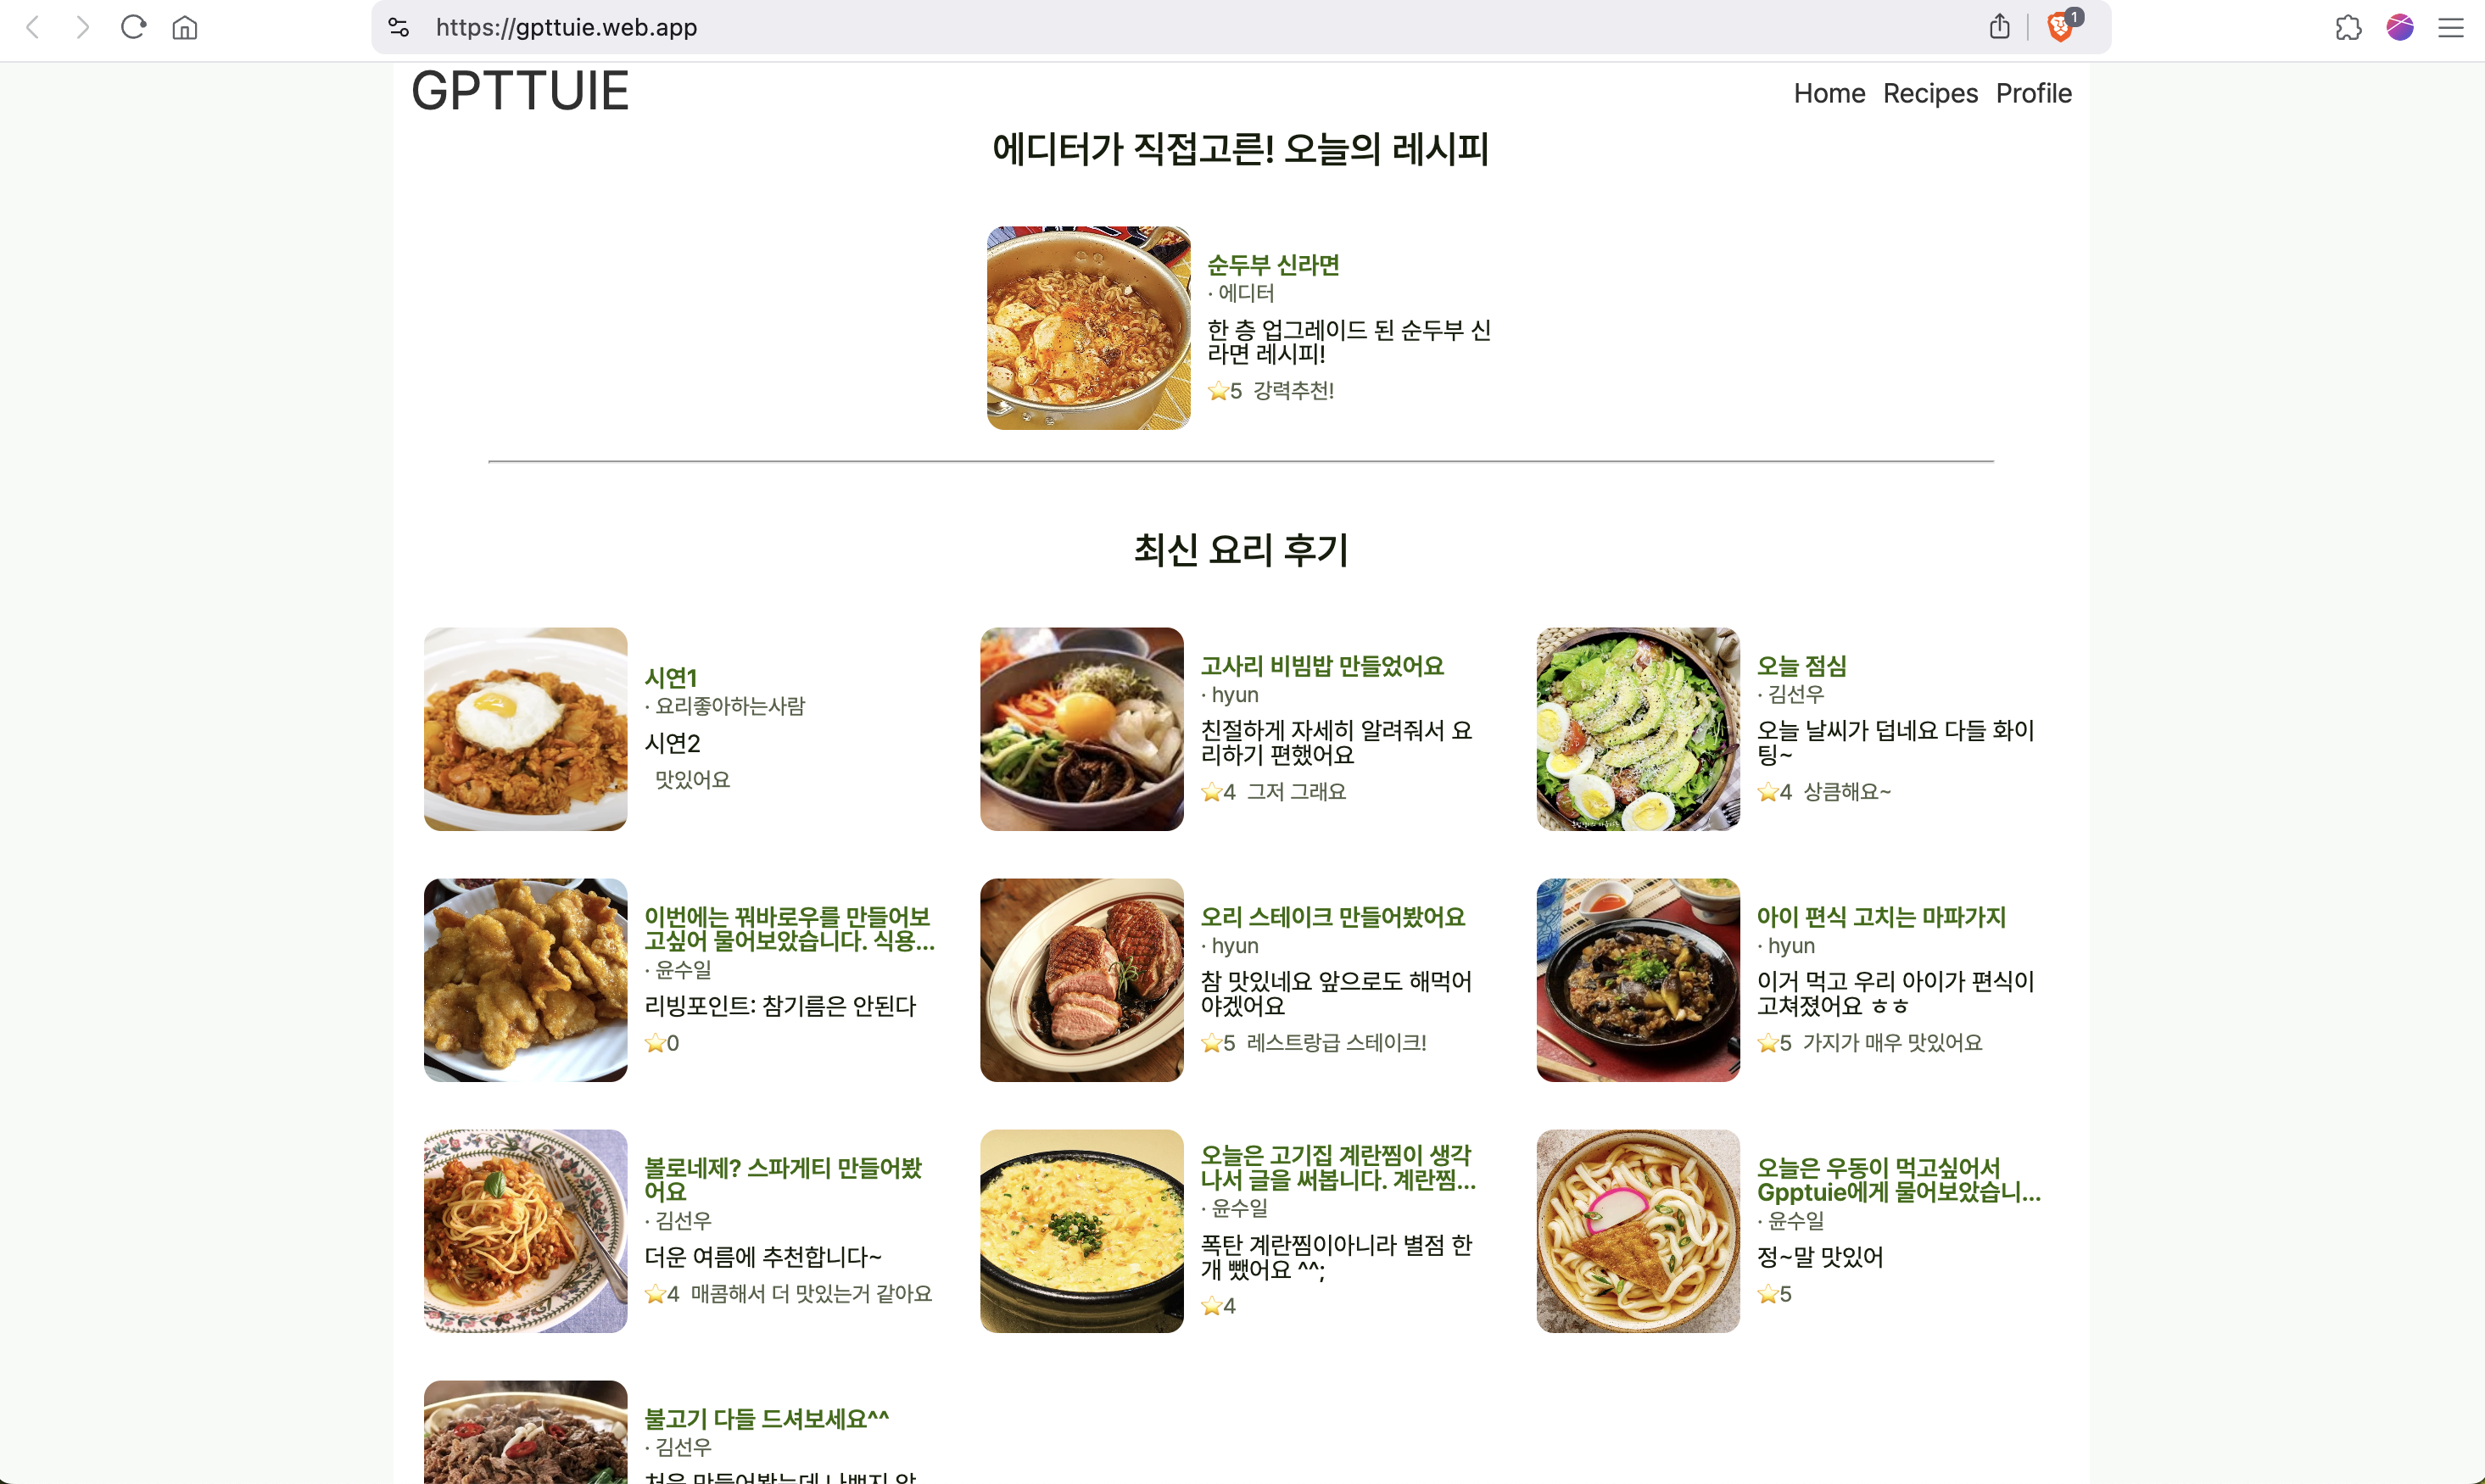 https://gpttuie.web.app
1
GPTTUIE
Home Recipes Profile
에디터가 직접고른! 오늘의 레시피
순두부 신라면
· 에디터
한 층 업그레이드 된 순두부 신
라면 레시피!
⭐5 강력추천!
최신 요리 후기
시연1
· 요리좋아하는사람
시연2
맛있어요
고사리 비빔밥 만들었어요
· hyun
친절하게 자세히 알려줘서 요
리하기 편했어요
⭐4 그저 그래요
오늘 점심
· 김선우
오늘 날씨가 덥네요 다들 화이
팅~
⭐4 상큼해요~
이번에는 꿔바로우를 만들어보
고싶어 물어보았습니다. 식용...
· 윤수일
리빙포인트: 참기름은 안된다
⭐0
오리 스테이크 만들어봤어요
· hyun
참 맛있네요 앞으로도 해먹어
야겠어요
⭐5 레스트랑급 스테이크!
아이 편식 고치는 마파가지
· hyun
이거 먹고 우리 아이가 편식이
고쳐졌어요 ㅎㅎ
⭐5 가지가 매우 맛있어요
볼로네제? 스파게티 만들어봤
어요
· 김선우
더운 여름에 추천합니다~
⭐4 매콤해서 더 맛있는거 같아요
오늘은 고기집 계란찜이 생각
나서 글을 써봅니다. 계란찜...
· 윤수일
폭탄 계란찜이아니라 별점 한
개 뺐어요 ^^;
⭐4
오늘은 우동이 먹고싶어서
Gpptuie에게 물어보았습니...
· 윤수일
정~말 맛있어
⭐5
불고기 다들 드셔보세요^^
· 김선우
처음 만들어봤는데 나쁘지 않